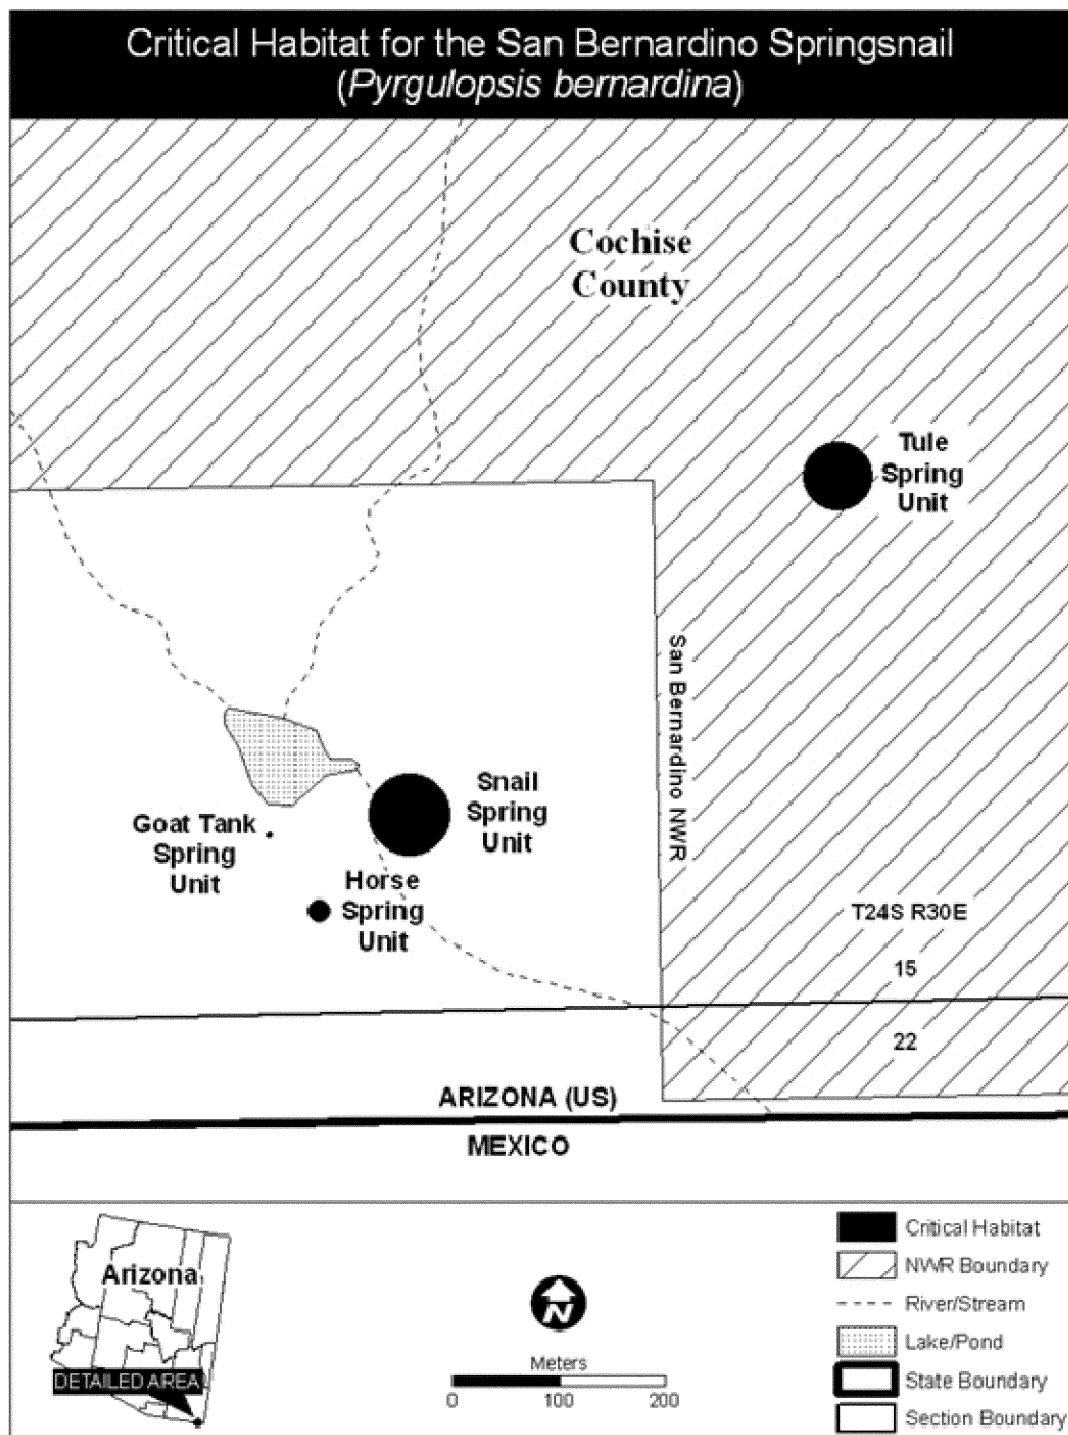 Critical Habitat for the San Bernardino Springsnail
(Pyrgulopsis bernardina)
Cochise
County
Tule
Spring
Unit
San Bernardino NWR
Snail
Spring
Unit
Goat Tank
Spring
Unit
Horse
Spring
Unit
T24S R30E
15
22
ARIZONA (US)
MEXICO
Arizona
DETAILED AREA
N
Meters
0 100 200
Critical Habitat
NWR Boundary
River/Stream
Lake/Pond
State Boundary
Section Boundary